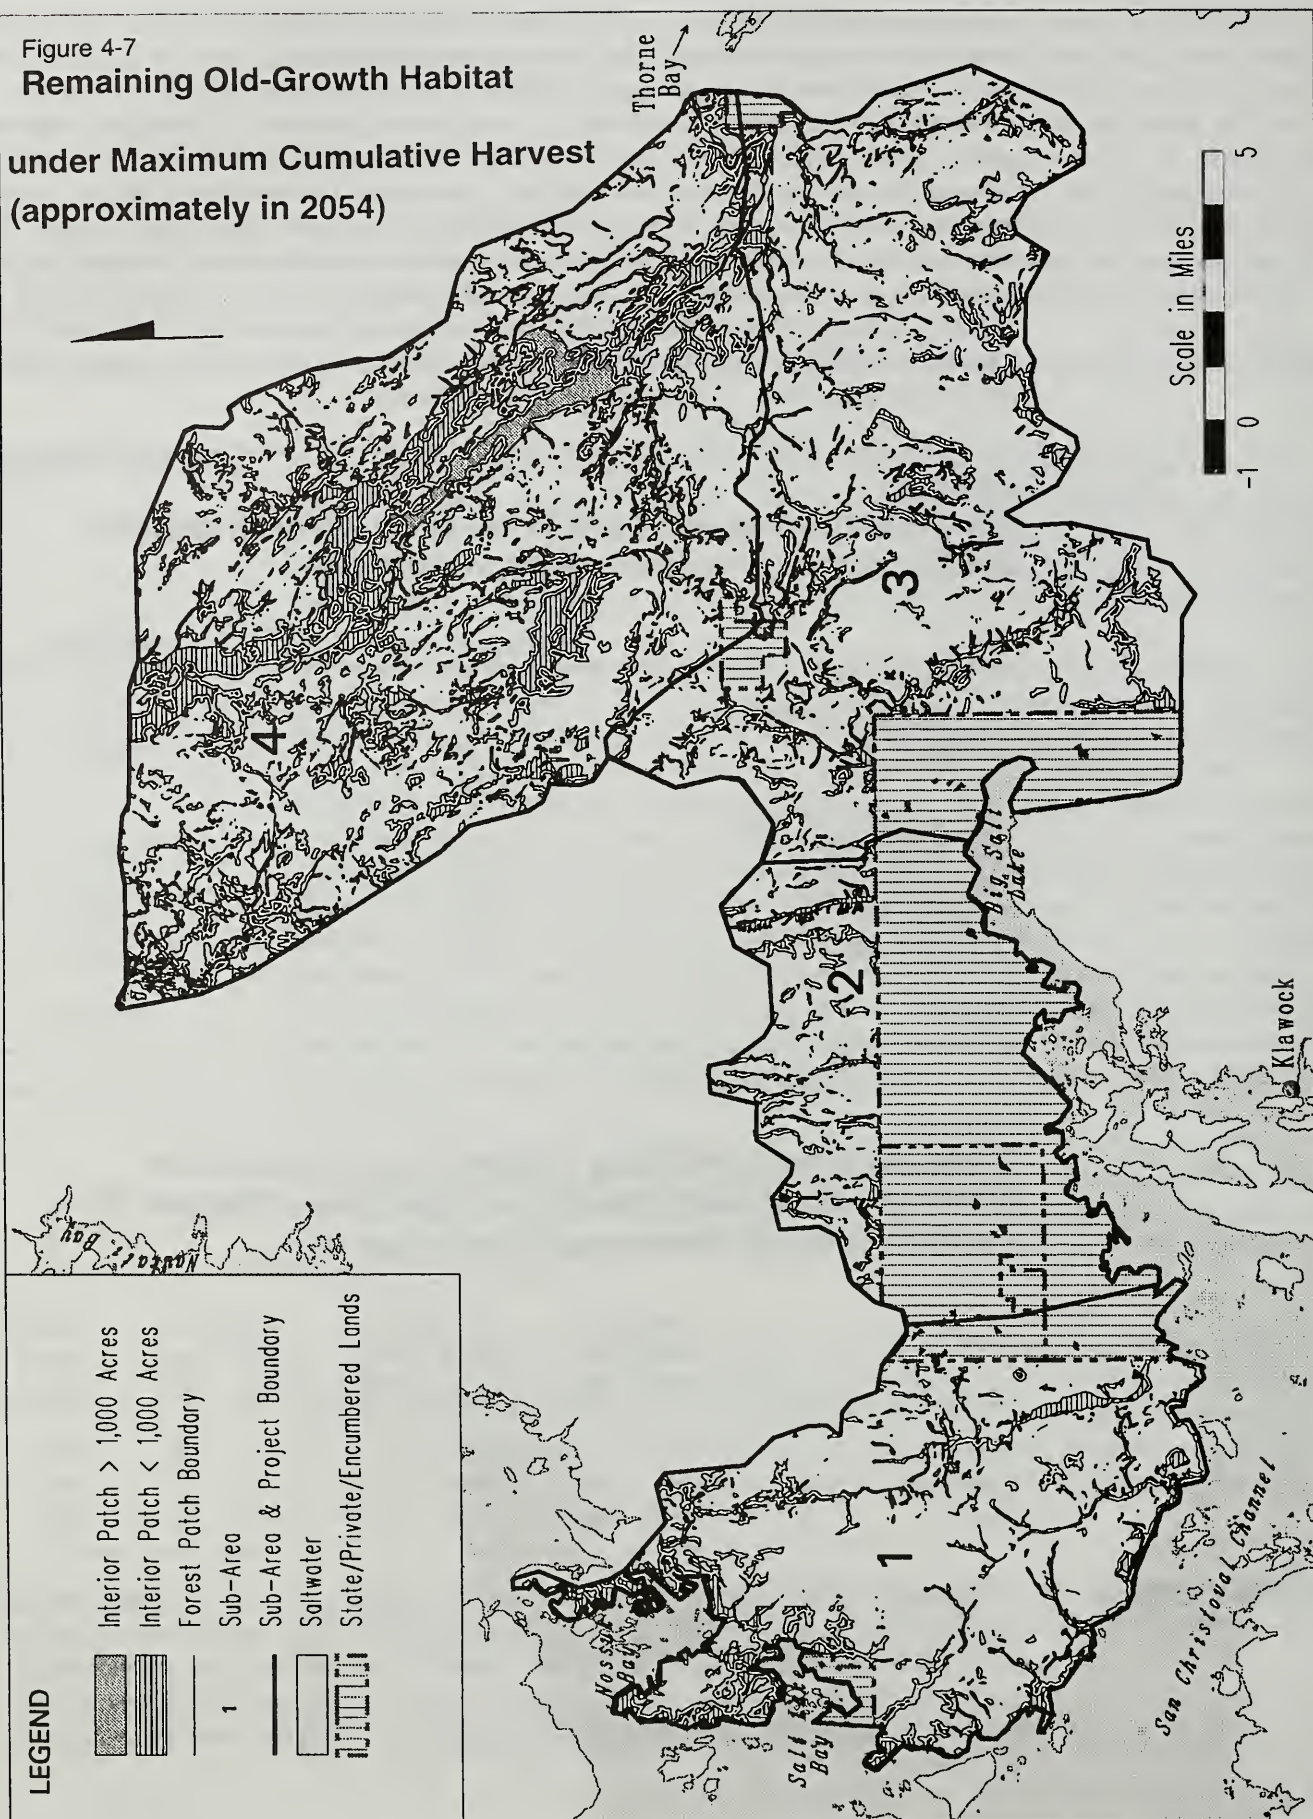 Figure 4-7
Remaining Old-Growth Habitat
under Maximum Cumulative Harvest
(approximately in 2054)
Thorne
Bay
Scale in Miles
-1 0 5
4
3
2
1
Big Salt
Lake
Klawock
San Christoval Channel
Salt
Bay
Bay
Bay
LEGEND
Interior Patch > 1,000 Acres
Interior Patch < 1,000 Acres
Forest Patch Boundary
1 Sub-Area
Sub-Area & Project Boundary
Saltwater
State/Private/Encumbered Lands